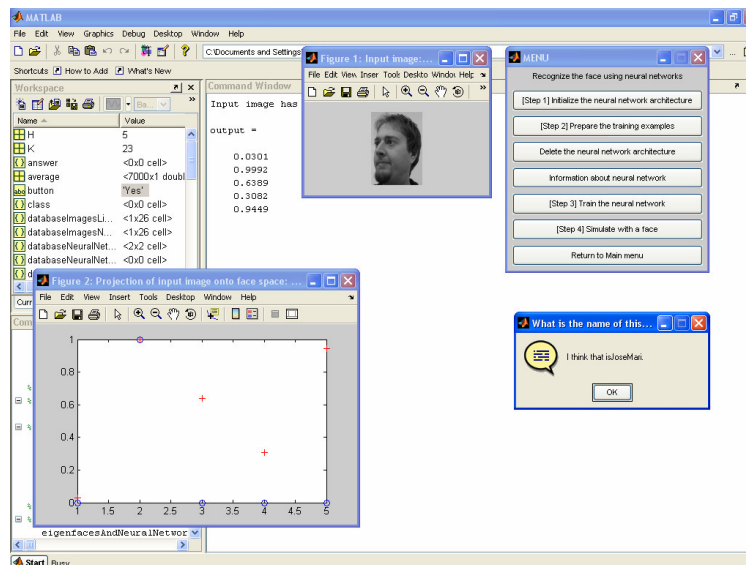 MATLAB
File Edit View Graphics Debug Desktop Window Help
C:\Documents and Settings
Shortcuts How to Add What's New
Workspace
Ba...
Name Value
H 5
K 23
answer <0x0 cell>
average <7000x1 doubl
button 'Yes'
class <0x0 cell>
databaseImagesLi... <1x26 cell>
databaseImagesN... <1x26 cell>
databaseNeuralNet... <2x2 cell>
databaseNeuralNet... <0x0 cell>
Command Window
Input image has
output =
0.0301
0.9992
0.6389
0.3082
0.9449
Figure 1: Input image:...
File Edit View Inser Tools Deskto Window Help
MENU
Recognize the face using neural networks
[Step 1] Initialize the neural network architecture
[Step 2] Prepare the training examples
Delete the neural network architecture
Information about neural network
[Step 3] Train the neural network
[Step 4] Simulate with a face
Return to Main menu
Figure 2: Projection of input image onto face space: ...
File Edit View Insert Tools Desktop Window Help
1
0.8
0.6
0.4
0.2
0
1 1.5 2 2.5 3 3.5 4 4.5 5
What is the name of this...
I think that isJoseMari.
OK
Curr
Com
eigenfacesAndNeuralNetwor
Start Busy